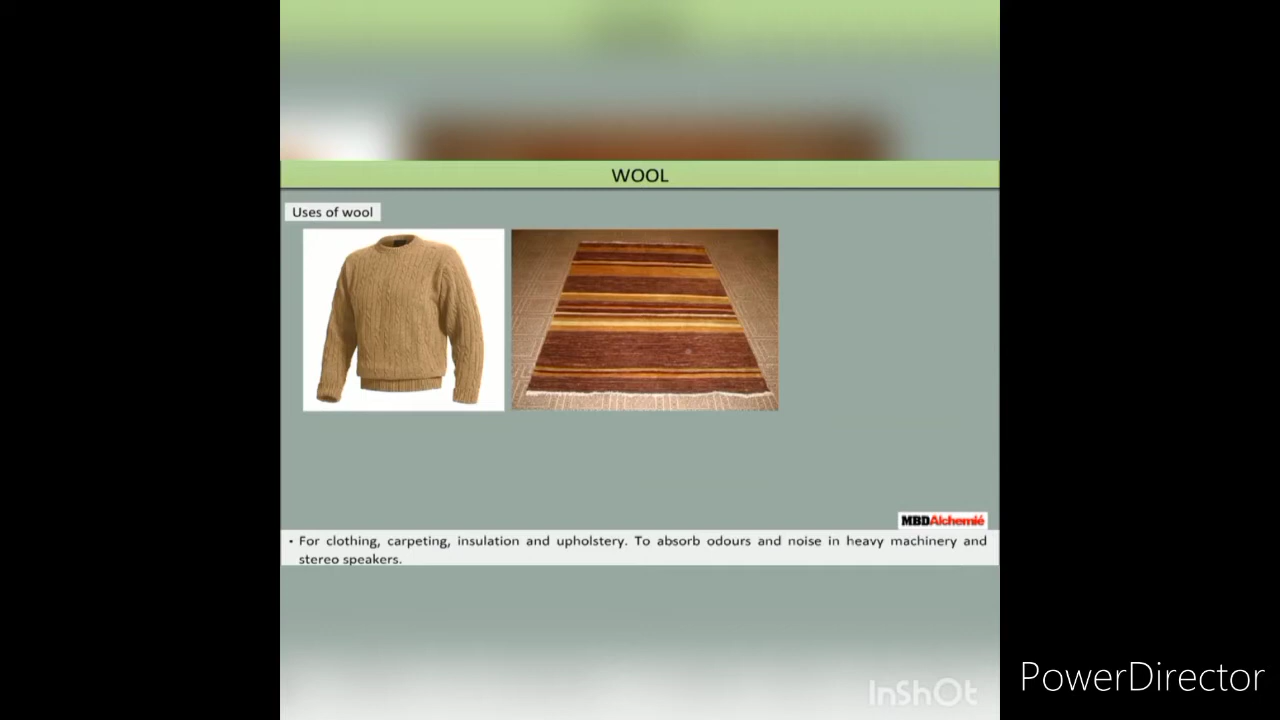 WOOL
Uses of wool
MBDAlchemié
• For clothing, carpeting, insulation and upholstery. To absorb odours and noise in heavy machinery and
stereo speakers.
InShOt
PowerDirector